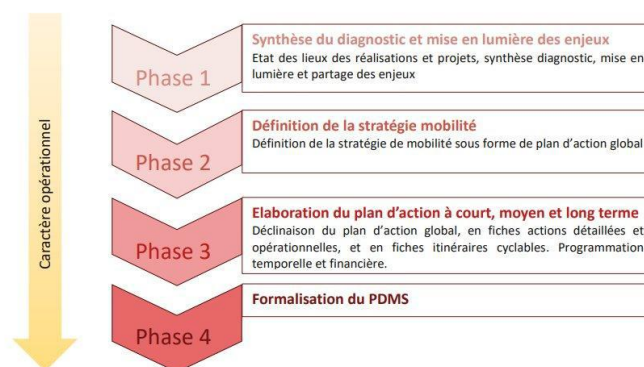 Caractère opérationnel
Phase 1
Synthèse du diagnostic et mise en lumière des enjeux
Etat des lieux des réalisations et projets, synthèse diagnostic, mise en
lumière et partage des enjeux
Phase 2
Définition de la stratégie mobilité
Définition de la stratégie de mobilité sous forme de plan d'action global
Phase 3
Elaboration du plan d'action à court, moyen et long terme
Déclinaison du plan d'action global, en fiches actions détaillées et
opérationnelles, et en fiches itinéraires cyclables. Programmation
temporelle et financière.
Phase 4
Formalisation du PDMS